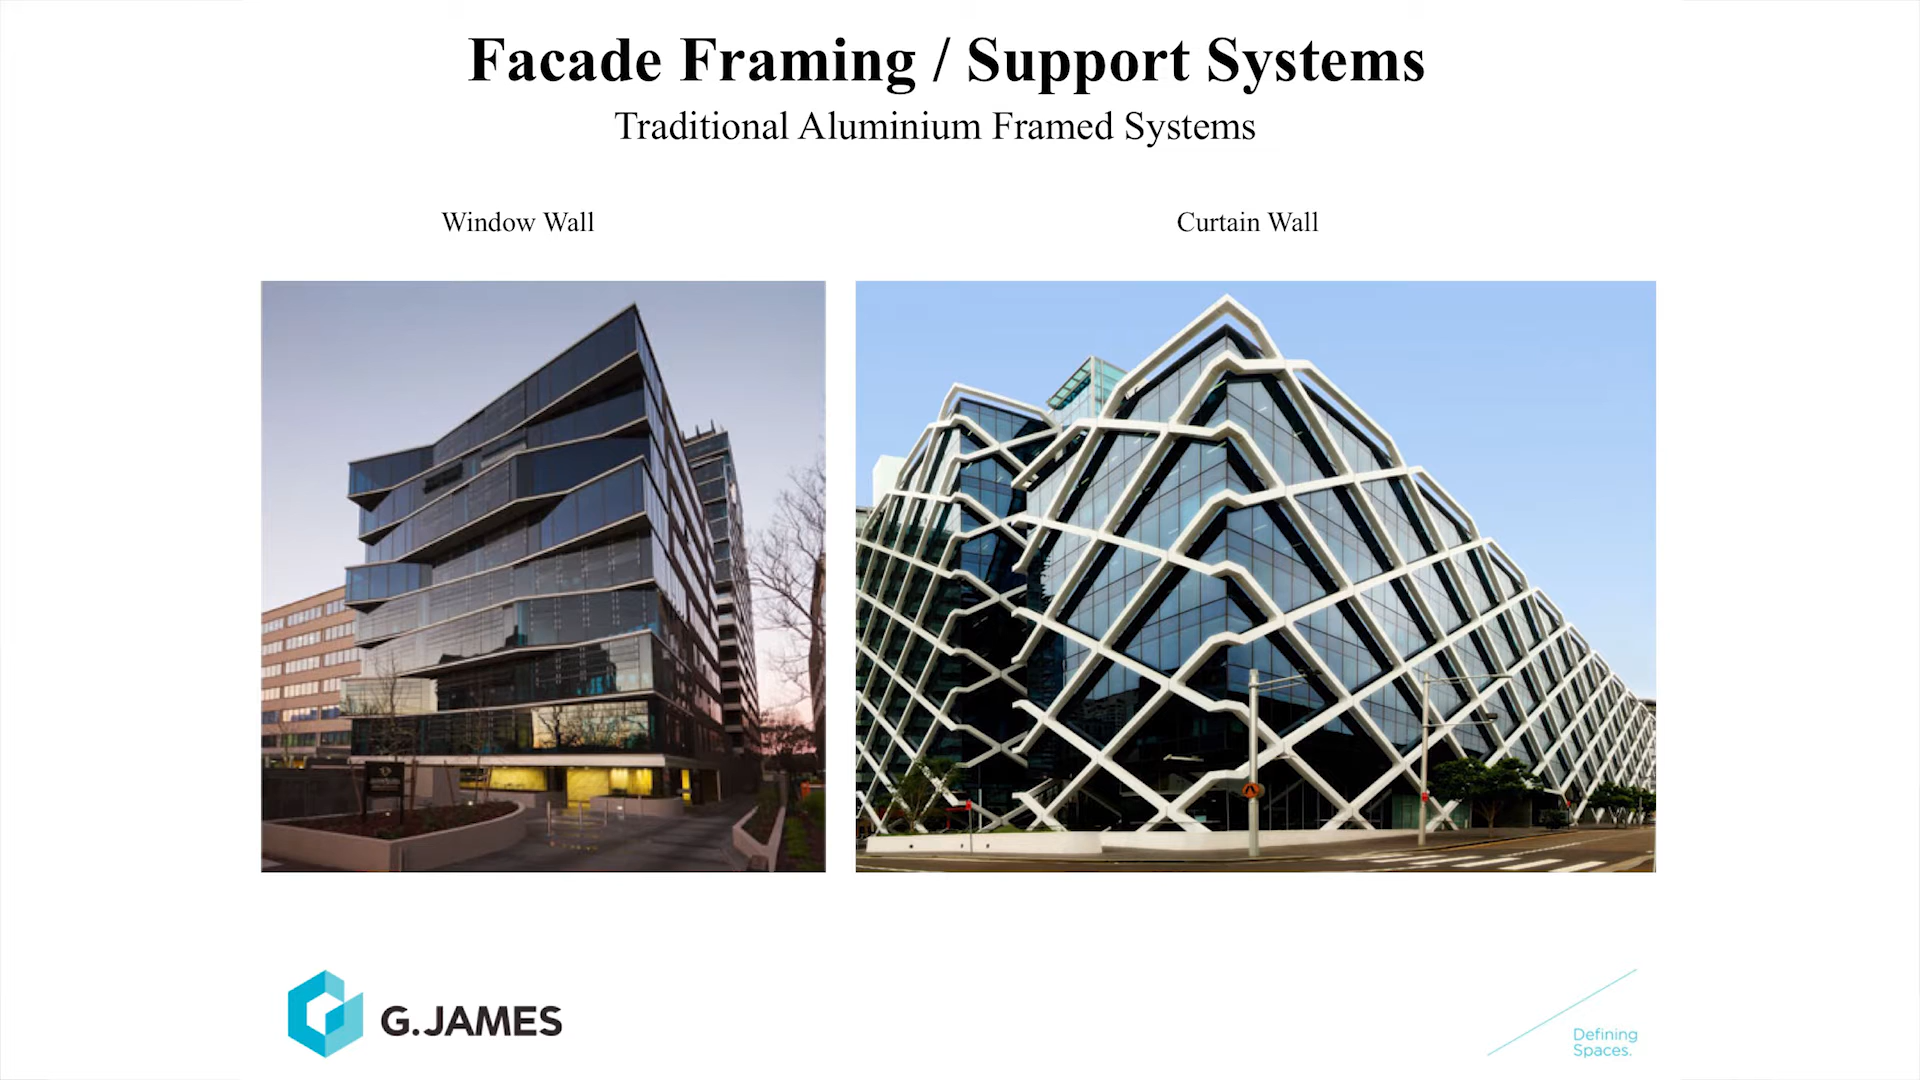 Facade Framing / Support Systems
Traditional Aluminium Framed Systems
Window Wall
Curtain Wall
G.JAMES
Defining
Spaces.